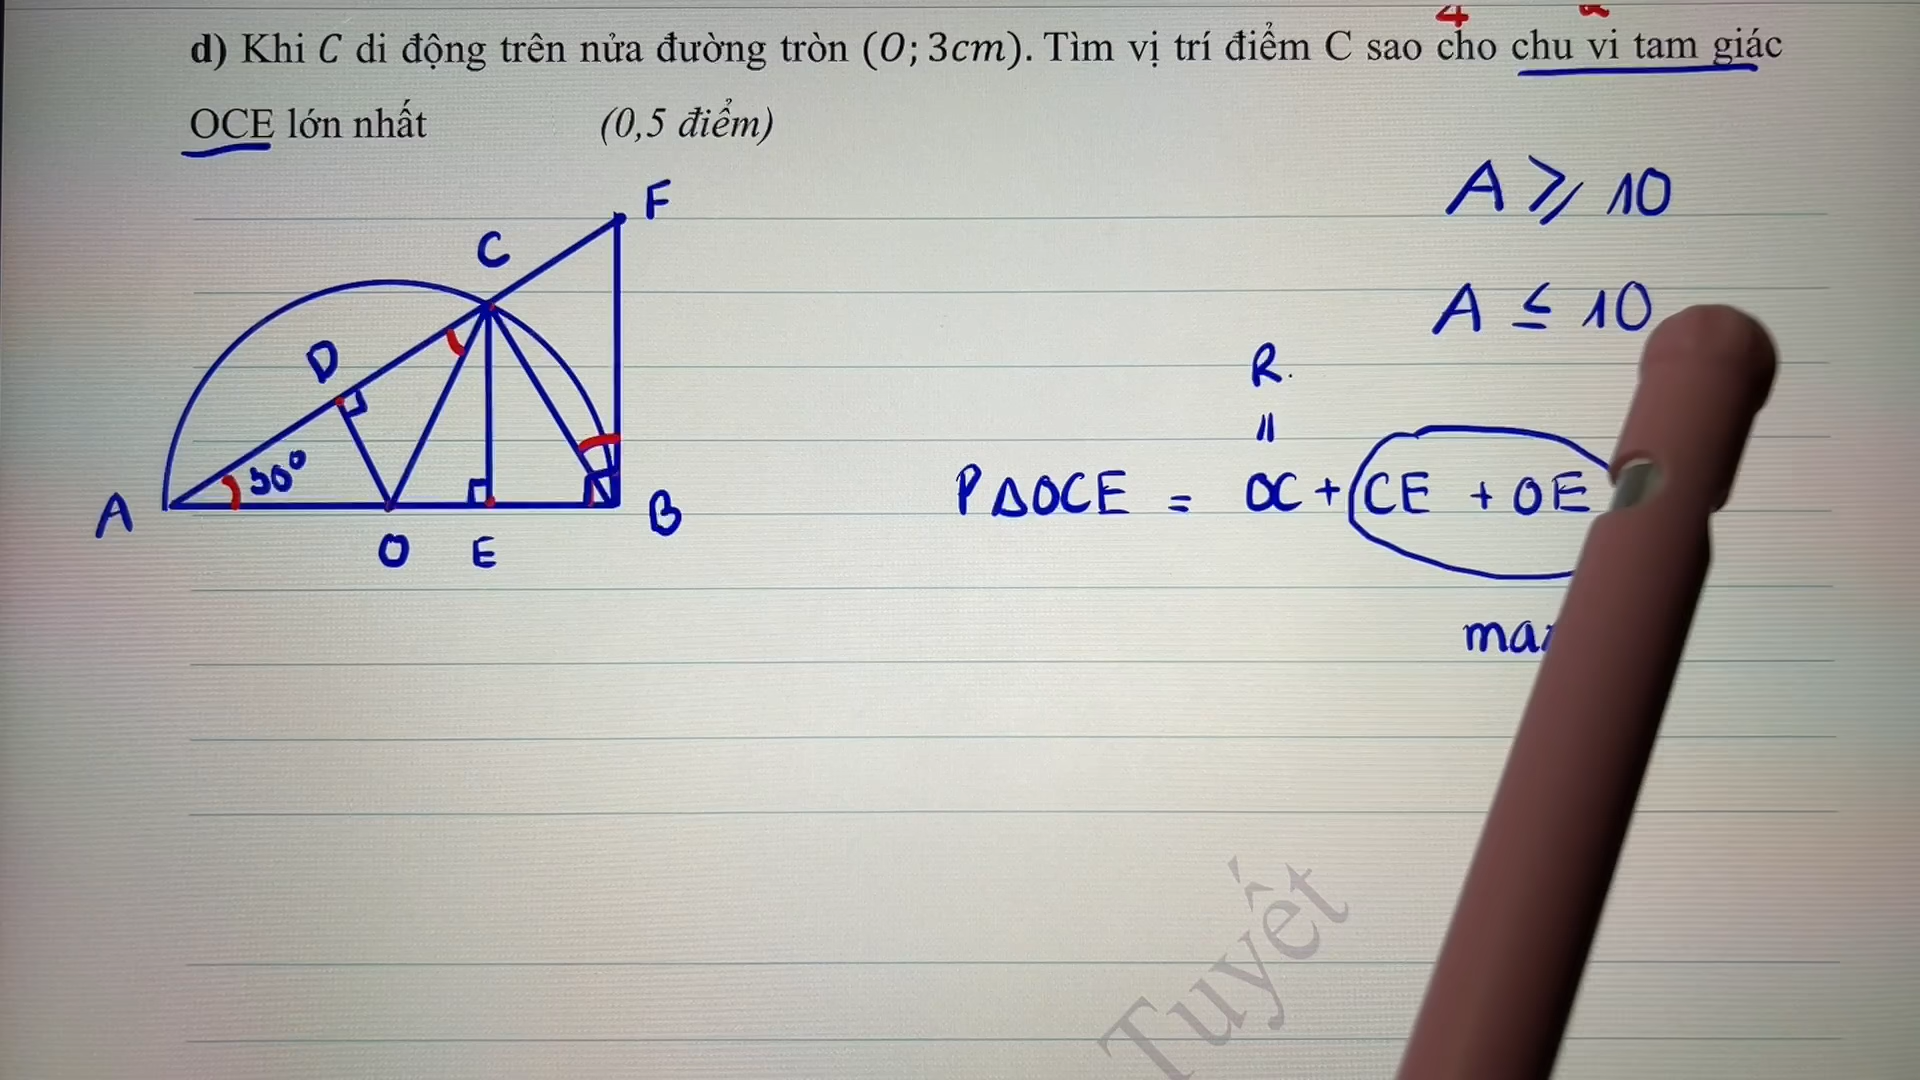 d) Khi C di động trên nửa đường tròn (O; 3cm). Tìm vị trí điểm C sao cho chu vi tam giác
OCE lớn nhất (0,5 điểm)
F
C
D
30°
A
O
E
B
A ⩾ 10
A ≤ 10
R.
=
P∆OCE = OC + CE + OE
Tuyết